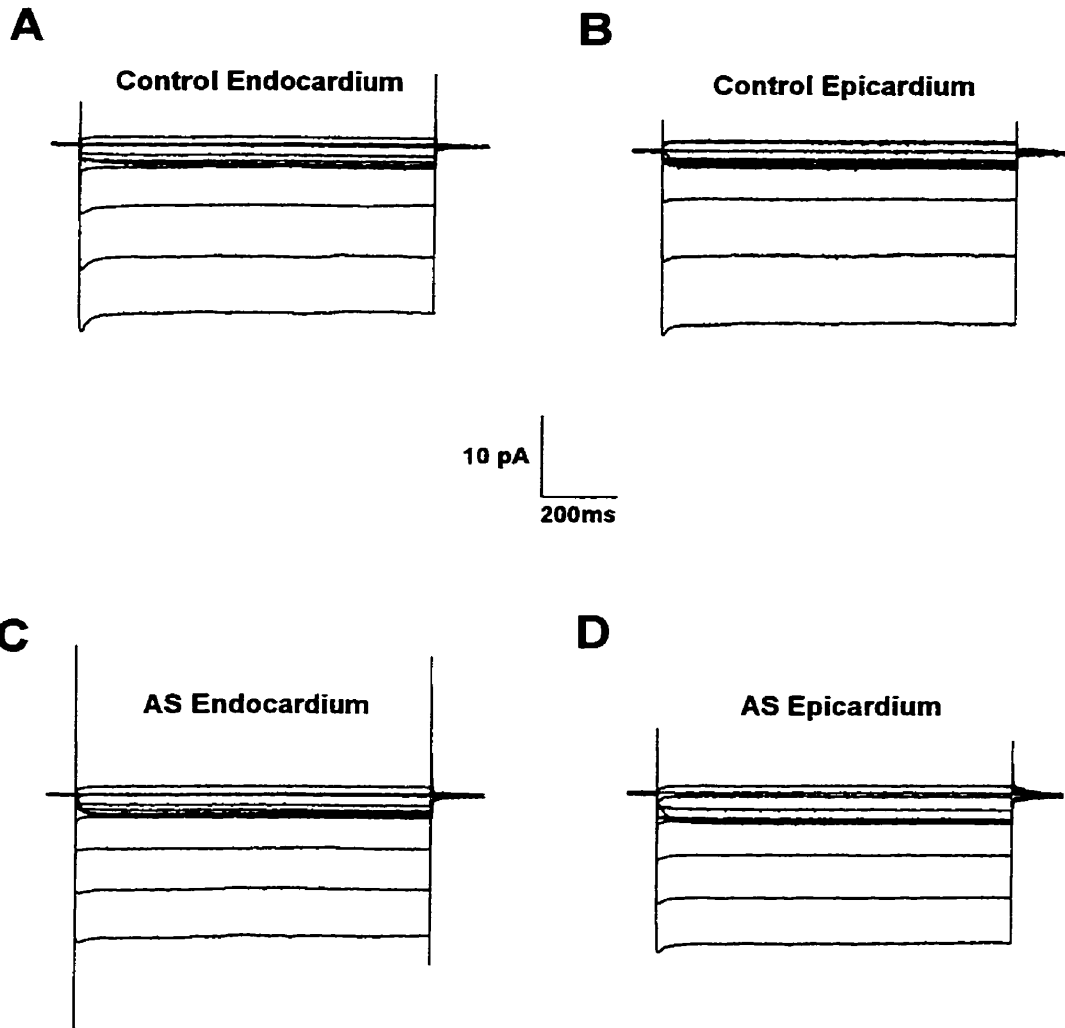 A
B
Control Endocardium
Control Epicardium
10 pA
200ms
C
D
AS Endocardium
AS Epicardium